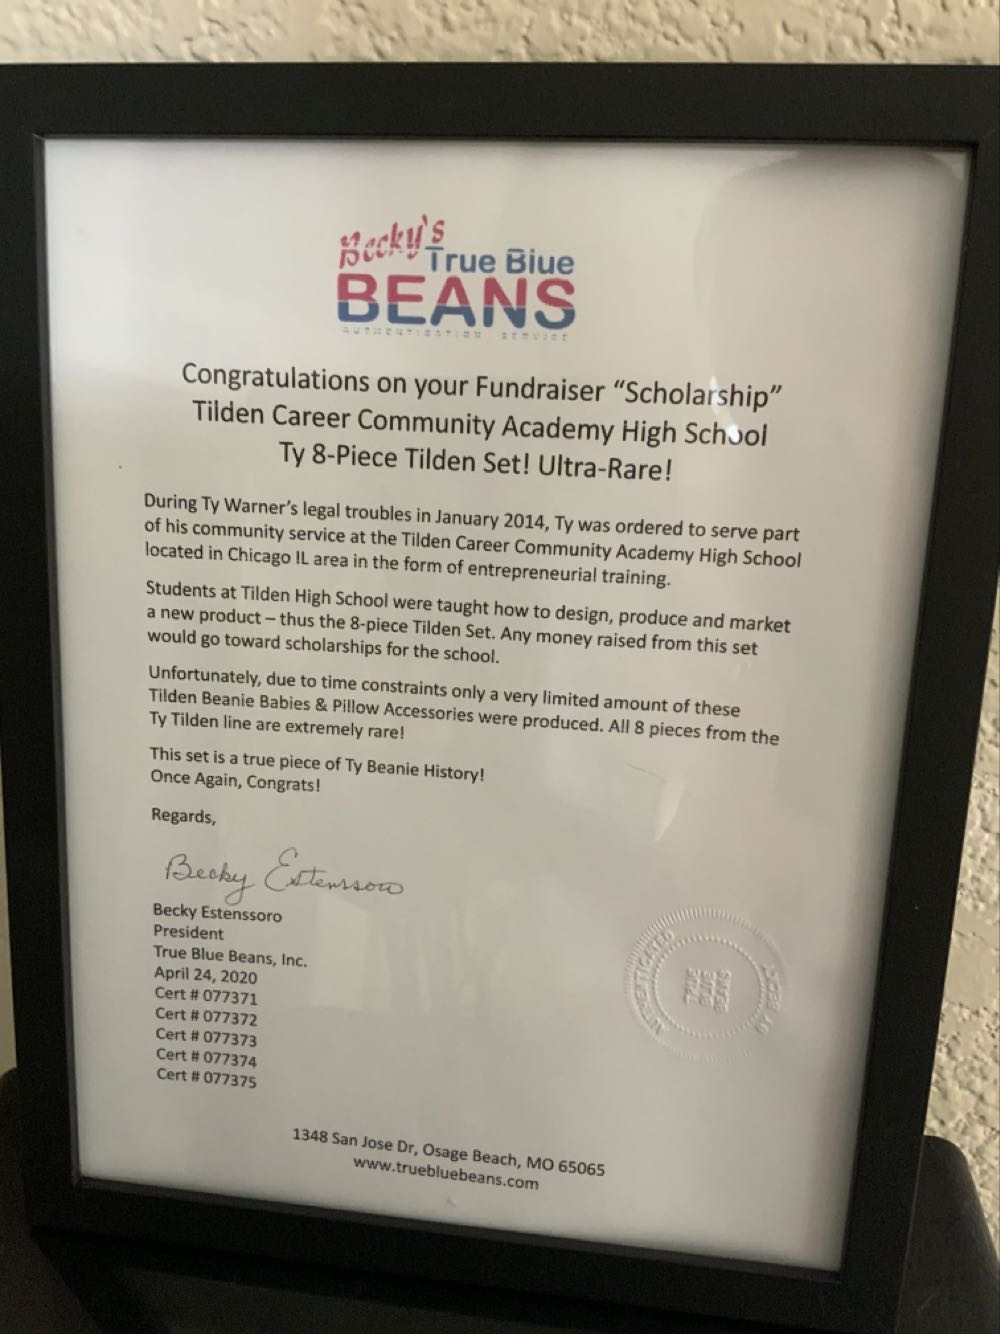 Becky's
True Blue
BEANS
AUTHENTICATION SERVICE
Congratulations on your Fundraiser “Scholarship”
Tilden Career Community Academy High School
Ty 8-Piece Tilden Set! Ultra-Rare!
During Ty Warner’s legal troubles in January 2014, Ty was ordered to serve part
of his community service at the Tilden Career Community Academy High School
located in Chicago IL area in the form of entrepreneurial training.
Students at Tilden High School were taught how to design, produce and market
a new product – thus the 8-piece Tilden Set. Any money raised from this set
would go toward scholarships for the school.
Unfortunately, due to time constraints only a very limited amount of these
Tilden Beanie Babies & Pillow Accessories were produced. All 8 pieces from the
Ty Tilden line are extremely rare!
This set is a true piece of Ty Beanie History!
Once Again, Congrats!
Regards,
Becky Estenssoro
Becky Estenssoro
President
True Blue Beans, Inc.
April 24, 2020
Cert # 077371
Cert # 077372
Cert # 077373
Cert # 077374
Cert # 077375
AUTHENTICATED
BY BECKY
TRUE
BLUE
BEANS
1348 San Jose Dr, Osage Beach, MO 65065
www.truebluebeans.com